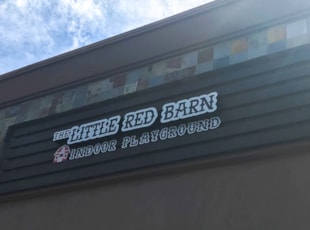 THE LITTLE RED BARN
INDOOR PLAYGROUND